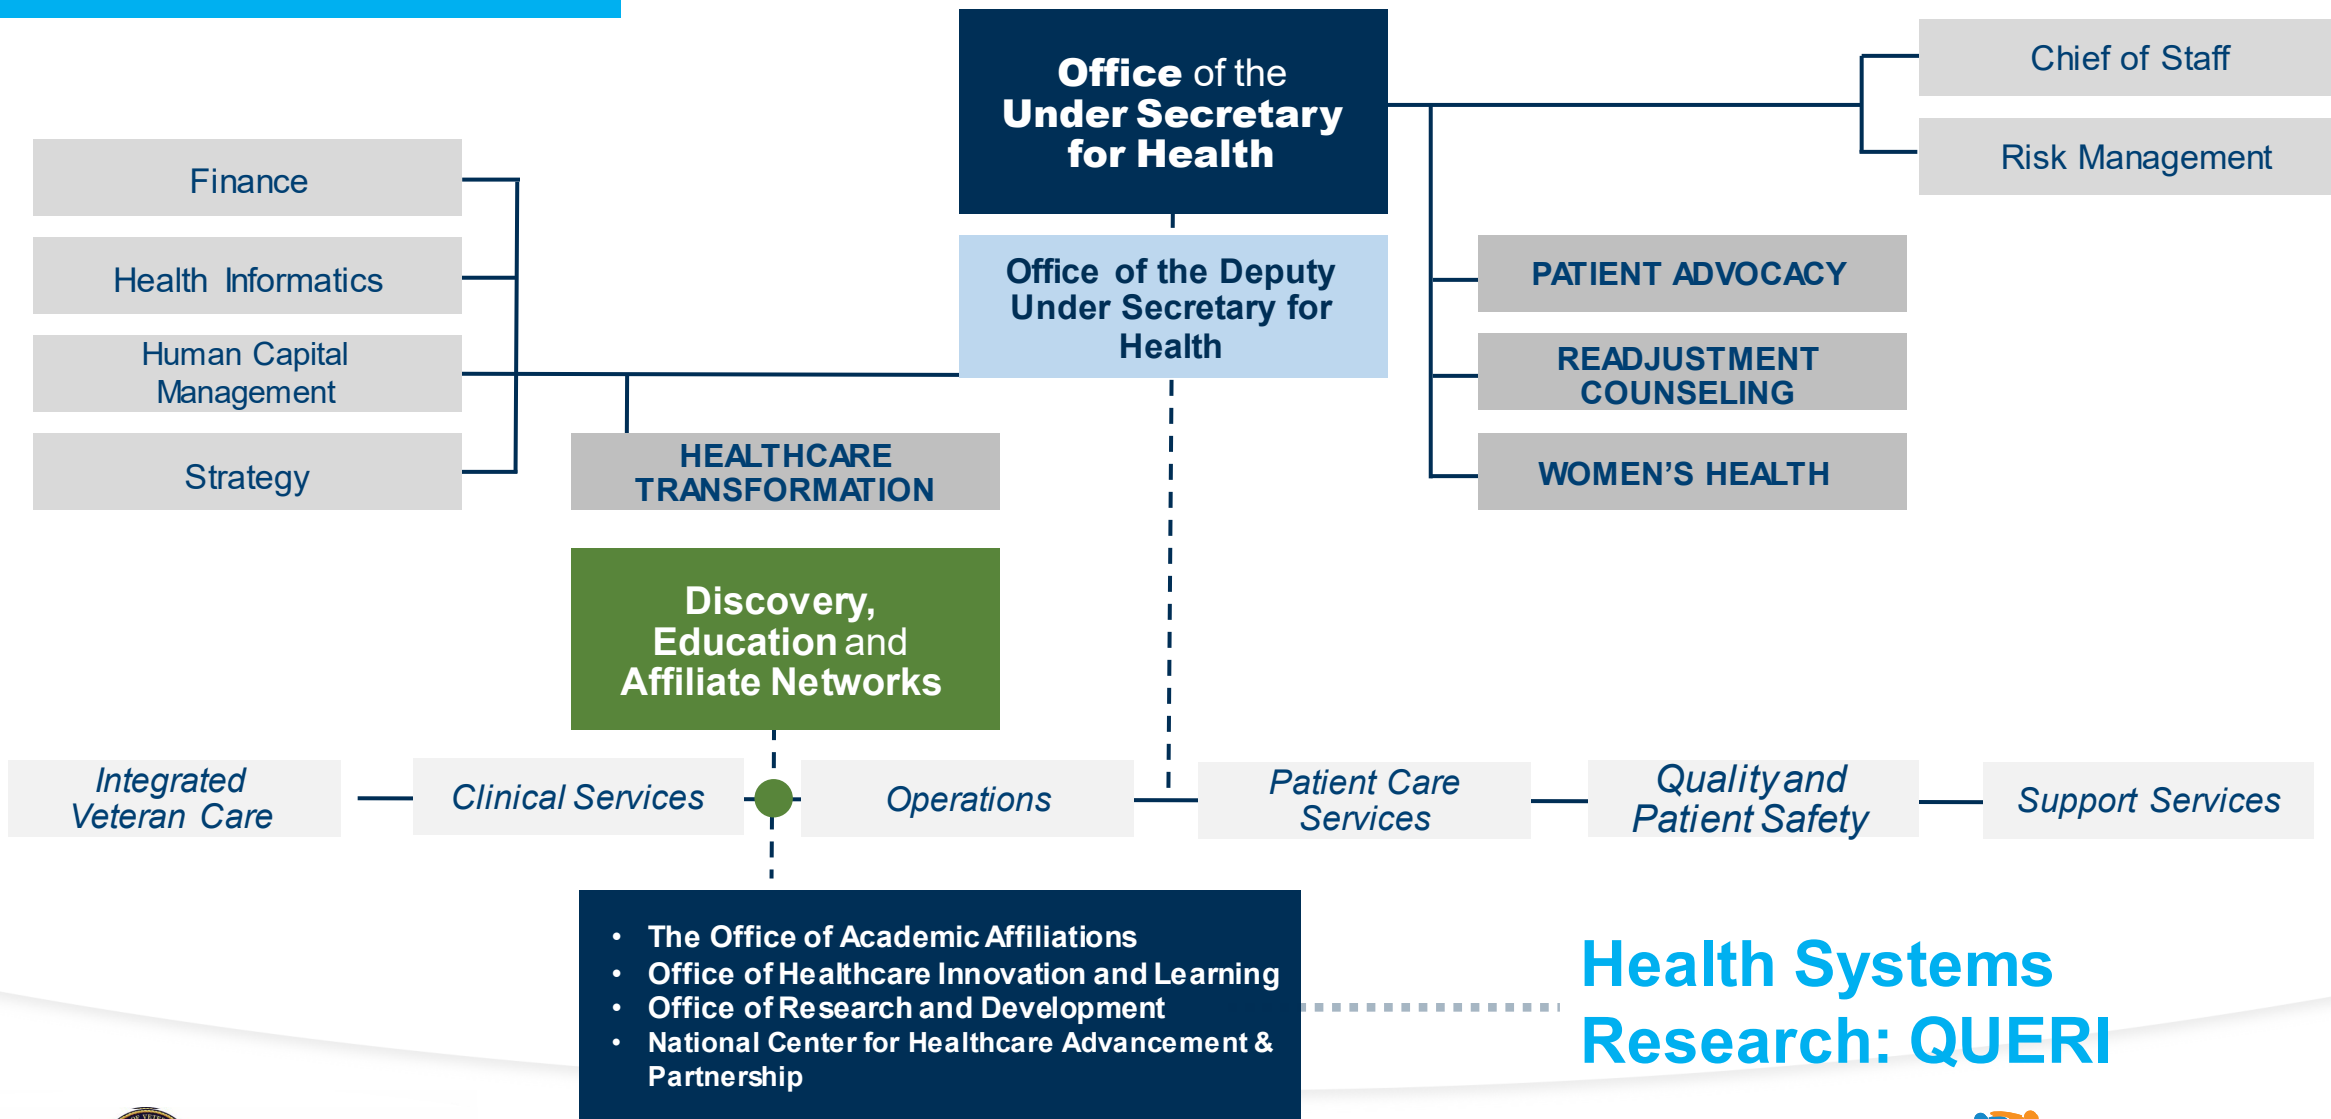 Office of the
Under Secretary
for Health
Chief of Staff
Risk Management
Finance
Health Informatics
Human Capital
Management
Strategy
Office of the Deputy
Under Secretary for
Health
PATIENT ADVOCACY
READJUSTMENT
COUNSELING
WOMEN'S HEALTH
HEALTHCARE
TRANSFORMATION
Discovery,
Education and
Affiliate Networks
Integrated
Veteran Care
Clinical Services
Operations
Patient Care
Services
Quality and
Patient Safety
Support Services
• The Office of Academic Affiliations
• Office of Healthcare Innovation and Learning
• Office of Research and Development
• National Center for Healthcare Advancement &
Partnership
Health Systems
Research: QUERI